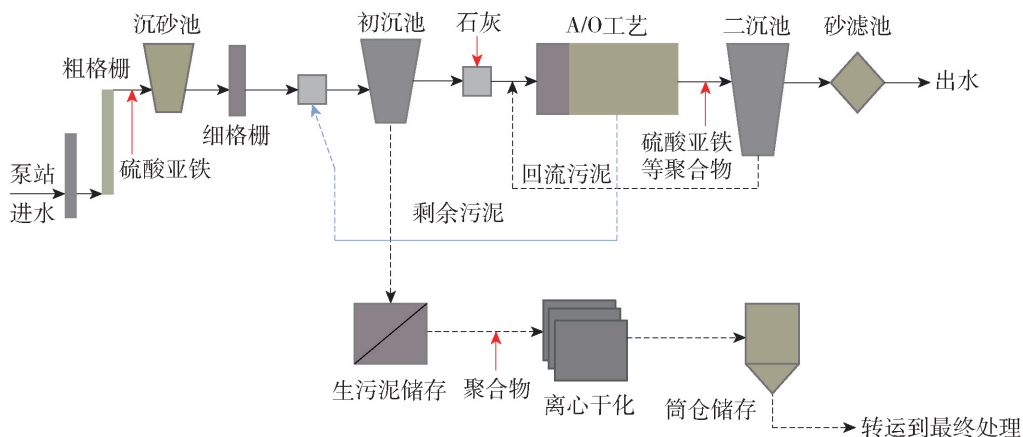 沉砂池
初沉池
石灰
A/O工艺
二沉池
砂滤池
粗格栅
出水
细格栅
硫酸亚铁
硫酸亚铁
等聚合物
泵站
进水
回流污泥
剩余污泥
生污泥储存
聚合物
离心干化
筒仓储存
转运到最终处理